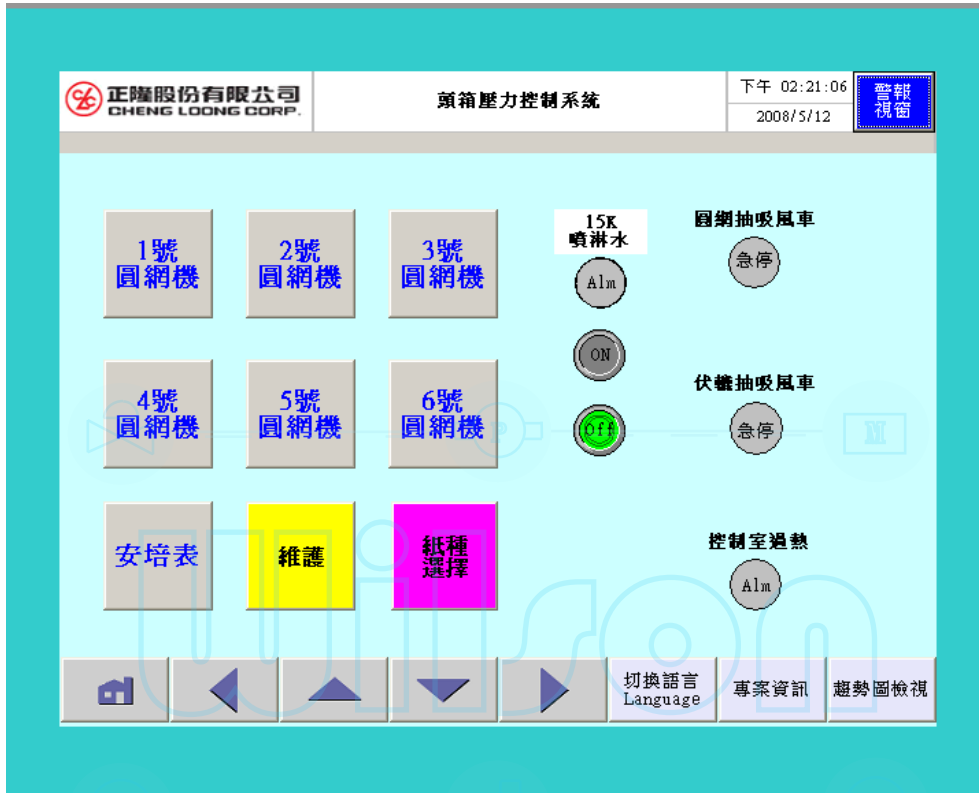 正隆股份有限公司
CHENG LOONG CORP.
頭箱壓力控制系統
下午 02:21:06
2008/5/12
警報
視窗
1號
圓網機
2號
圓網機
3號
圓網機
15K
噴淋水
Alm
ON
Off
圓網抽吸風車
急停
4號
圓網機
5號
圓網機
6號
圓網機
伏轆抽吸風車
急停
安培表
維護
紙種
選擇
控制室過熱
Alm
切換語言
Language
專案資訊
趨勢圖檢視
P
M
Wilson